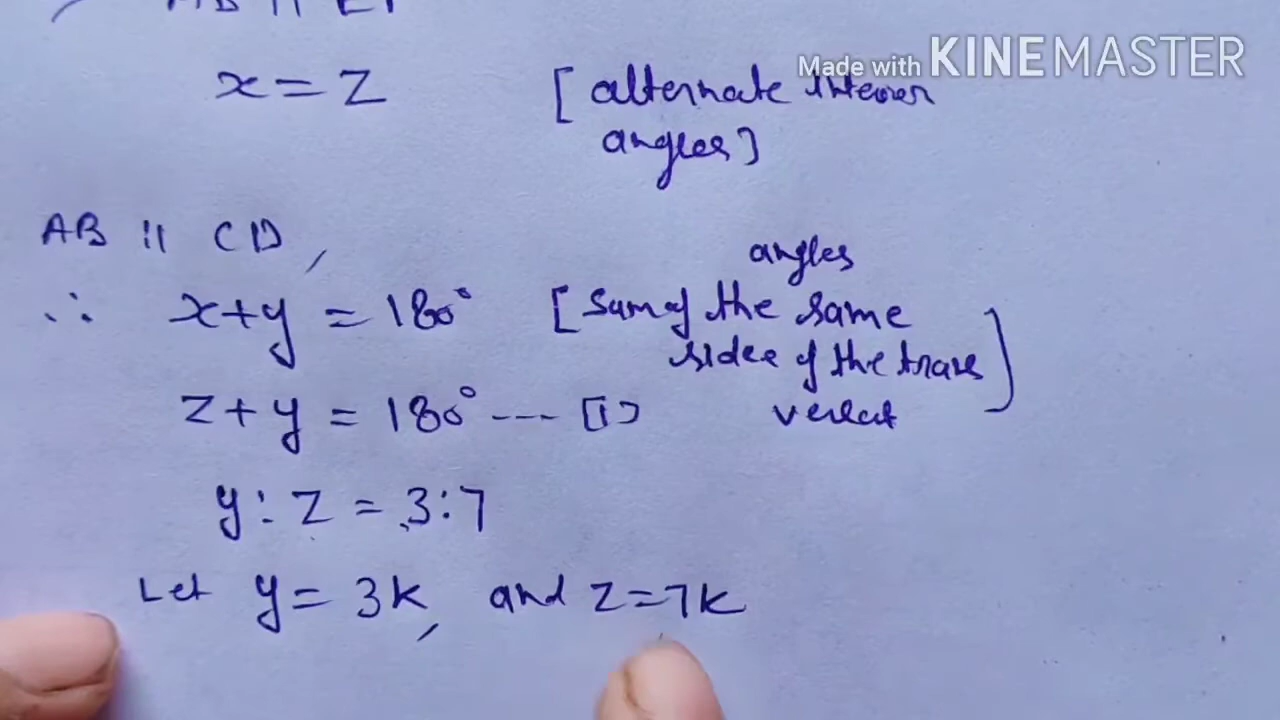 Made with KINEMASTER
x = z [alternate interior
angles]
AB || CD,
angles
∴ x+y = 180° [Sum of the same
sides of the trans
z+y = 180° --- [1] versal
y : z = 3:7
Let y = 3k, and z = 7k